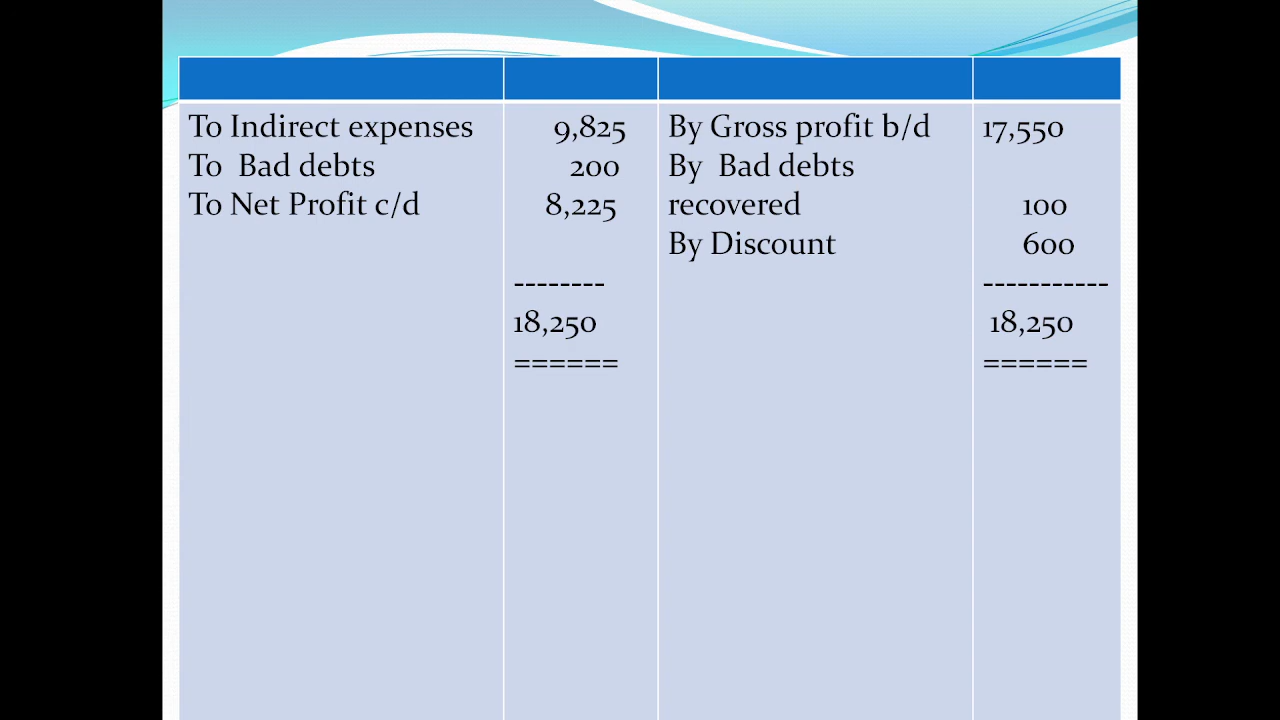 To Indirect expenses 9,825 By Gross profit b/d 17,550
To Bad debts 200 By Bad debts
To Net Profit c/d 8,225 recovered 100
By Discount 600
-------- -----------
18,250 18,250
====== ======